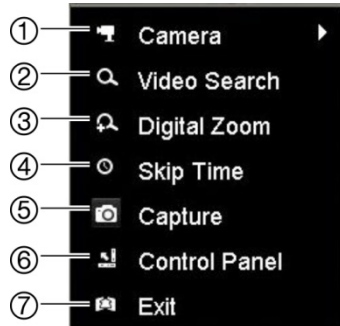 ① Camera
② Video Search
③ Digital Zoom
④ Skip Time
⑤ Capture
⑥ Control Panel
⑦ Exit